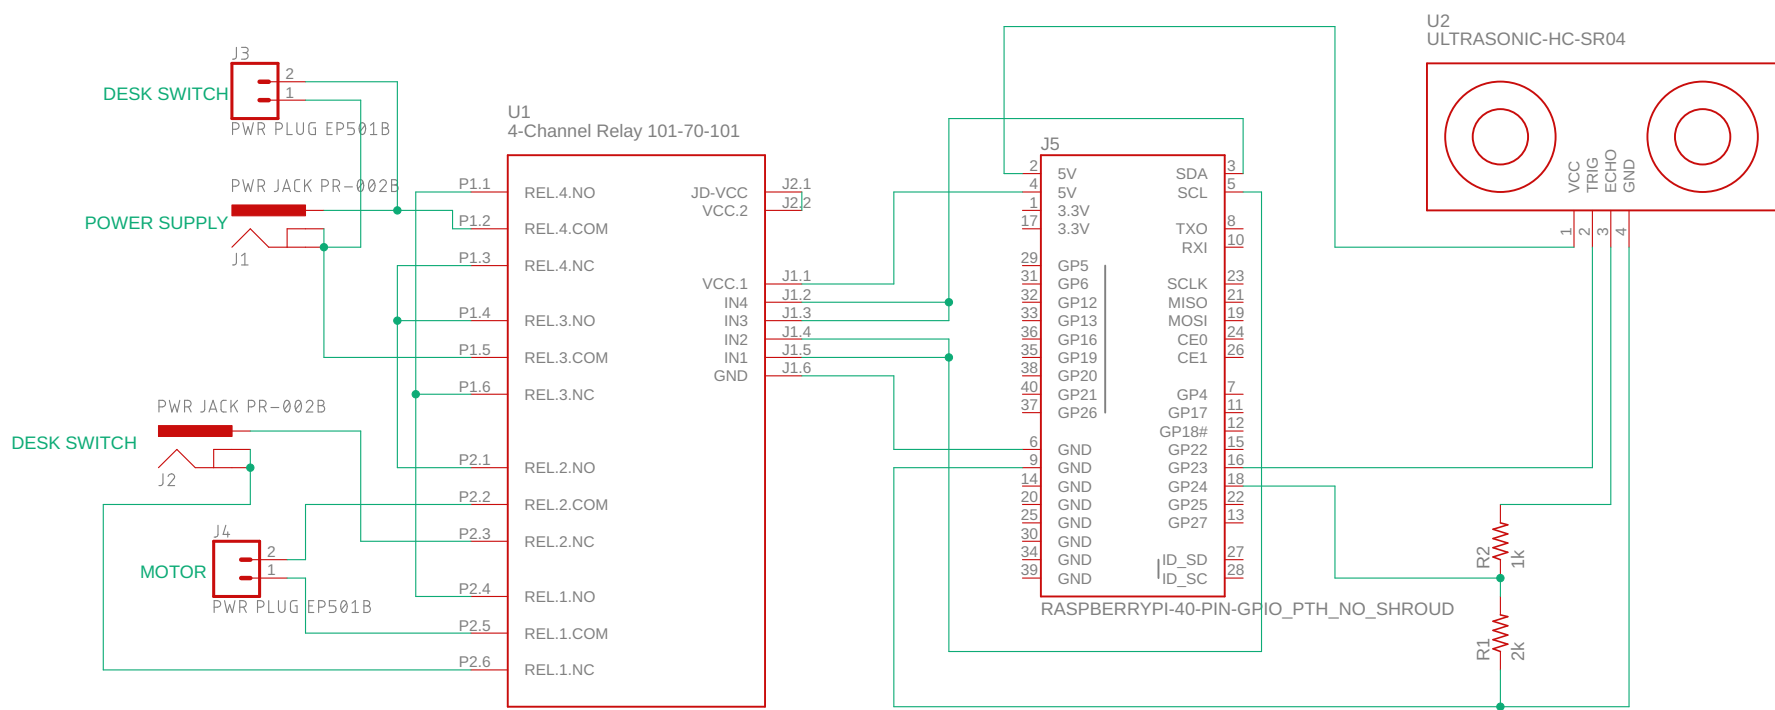 J3
2
1
DESK SWITCH
PWR PLUG EP501B
PWR JACK PR-002B
POWER SUPPLY
J1
PWR JACK PR-002B
DESK SWITCH
J2
J4
2
1
MOTOR
PWR PLUG EP501B
U1
4-Channel Relay 101-70-101
P1.1 REL.4.NO
P1.2 REL.4.COM
P1.3 REL.4.NC
P1.4 REL.3.NO
P1.5 REL.3.COM
P1.6 REL.3.NC
P2.1 REL.2.NO
P2.2 REL.2.COM
P2.3 REL.2.NC
P2.4 REL.1.NO
P2.5 REL.1.COM
P2.6 REL.1.NC
JD-VCC J2.1
VCC.2 J2.2
VCC.1 J1.1
IN4 J1.2
IN3 J1.3
IN2 J1.4
IN1 J1.5
GND J1.6
J5
2 5V
4 5V
1 3.3V
17 3.3V
29 GP5
31 GP6
32 GP12
33 GP13
36 GP16
35 GP19
38 GP20
40 GP21
37 GP26
6 GND
9 GND
14 GND
20 GND
25 GND
30 GND
34 GND
39 GND
SDA 3
SCL 5
TXO 8
RXI 10
SCLK 23
MISO 21
MOSI 19
CE0 24
CE1 26
GP4 7
GP17 11
GP18# 12
GP22 15
GP23 16
GP24 18
GP25 22
GP27 13
ID_SD 27
ID_SC 28
RASPBERRYPI-40-PIN-GPIO_PTH_NO_SHROUD
U2
ULTRASONIC-HC-SR04
VCC 1
TRIG 2
ECHO 3
GND 4
R2
1k
R1
2k